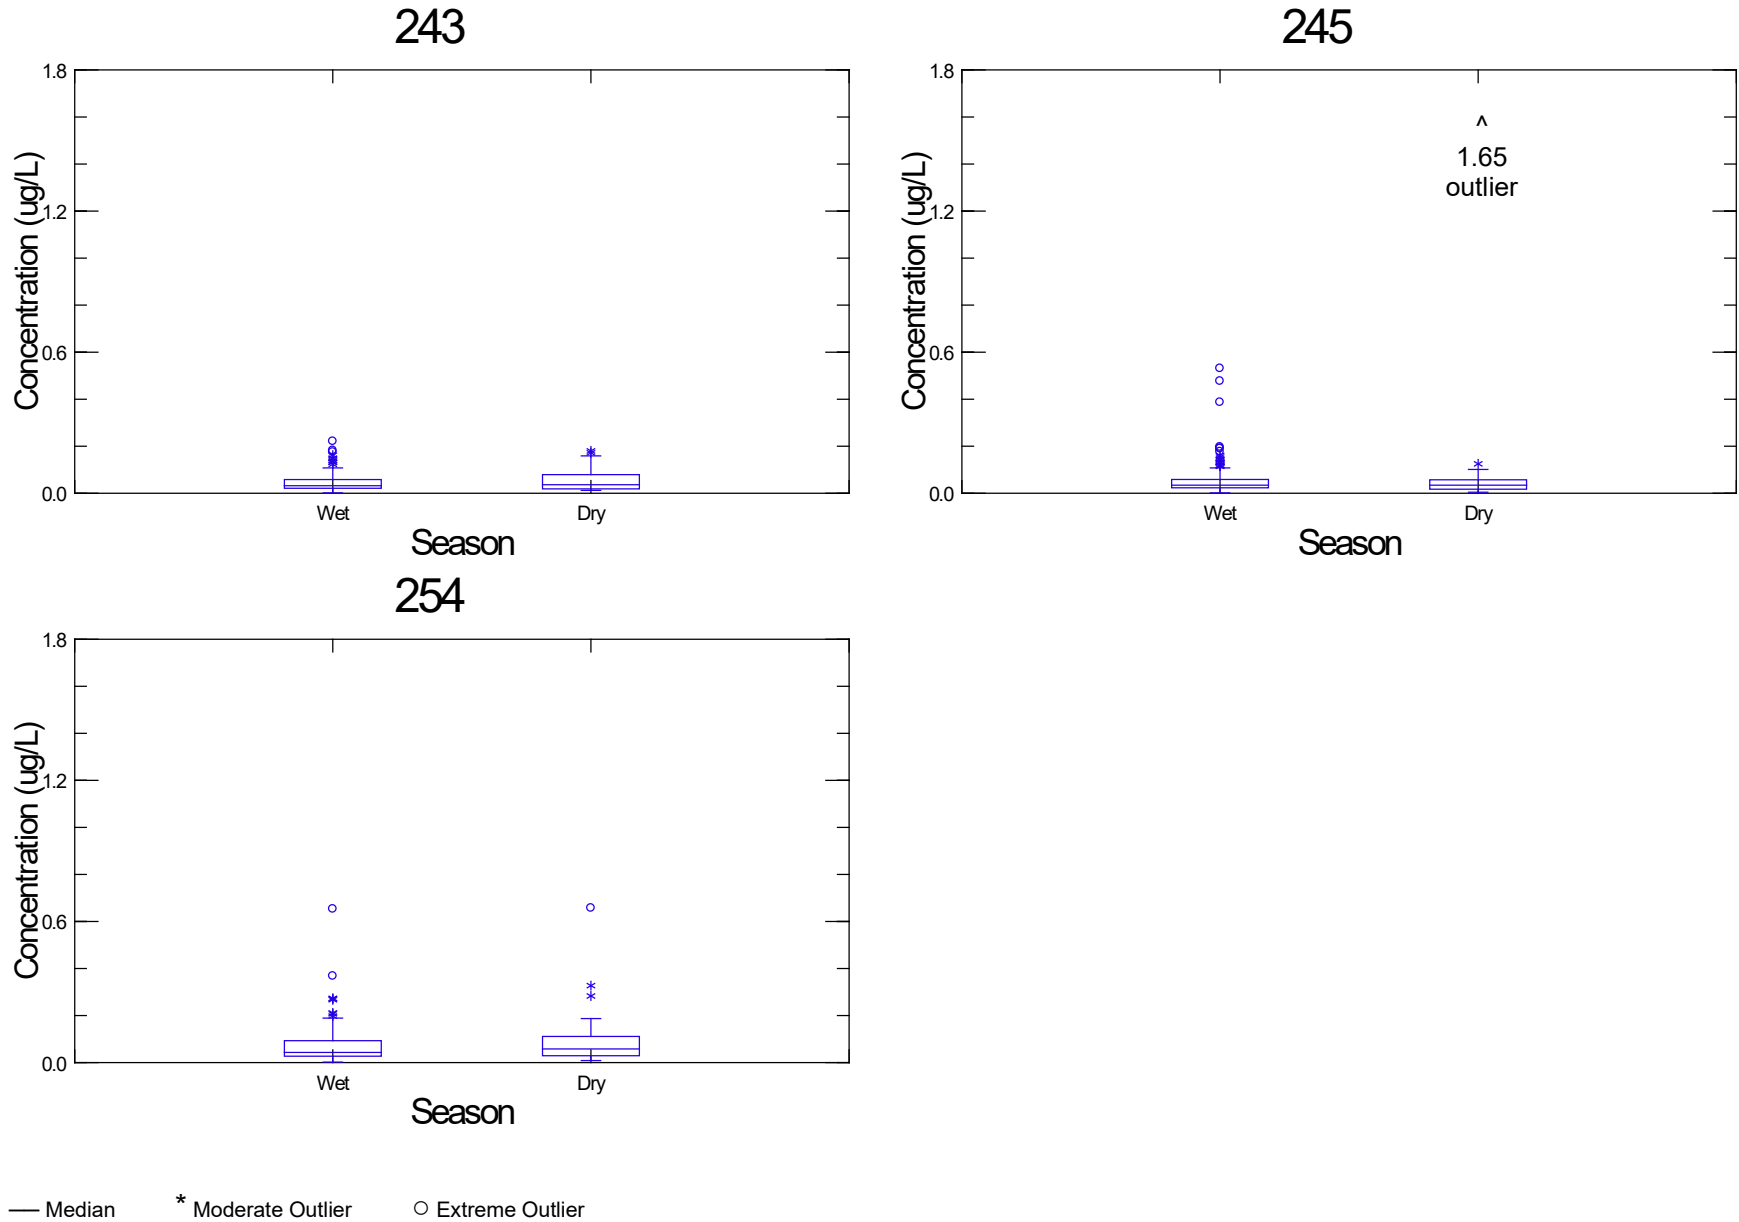 243
1.8
1.2
0.6
0.0
Concentration (ug/L)
Wet Dry
Season
245
1.8
1.2
0.6
0.0
Concentration (ug/L)
^
1.65
outlier
Wet Dry
Season
254
1.8
1.2
0.6
0.0
Concentration (ug/L)
Wet Dry
Season
— Median * Moderate Outlier ○ Extreme Outlier